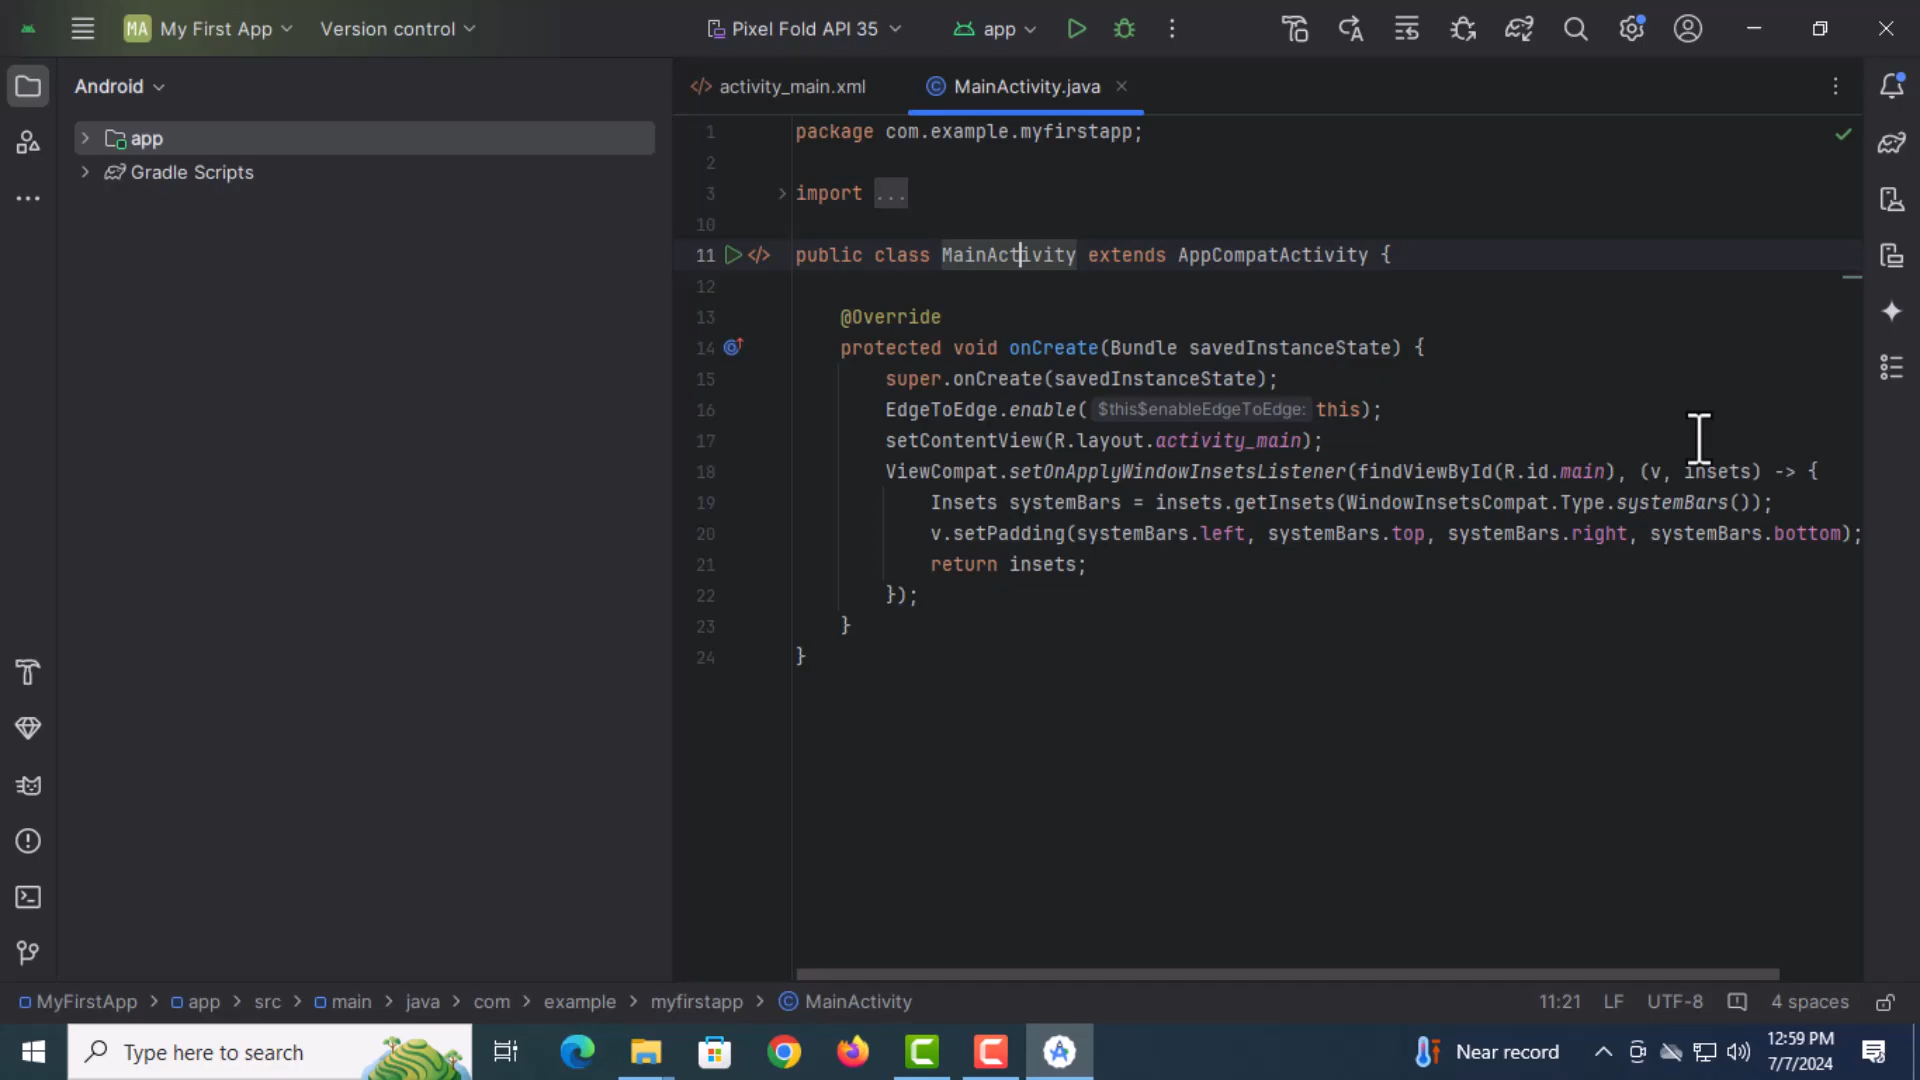 MA My First App Version control Pixel Fold API 35 app
Android
activity_main.xml MainActivity.java
app
Gradle Scripts
1 package com.example.myfirstapp;
2
3 import ...
10
11 public class MainActivity extends AppCompatActivity {
12
13 @Override
14 protected void onCreate(Bundle savedInstanceState) {
15 super.onCreate(savedInstanceState);
16 EdgeToEdge.enable( $this$enableEdgeToEdge: this);
17 setContentView(R.layout.activity_main);
18 ViewCompat.setOnApplyWindowInsetsListener(findViewById(R.id.main), (v, insets) -> {
19 Insets systemBars = insets.getInsets(WindowInsetsCompat.Type.systemBars());
20 v.setPadding(systemBars.left, systemBars.top, systemBars.right, systemBars.bottom);
21 return insets;
22 });
23 }
24 }
MyFirstApp > app > src > main > java > com > example > myfirstapp > MainActivity 11:21 LF UTF-8 4 spaces
Type here to search Near record 12:59 PM
7/7/2024